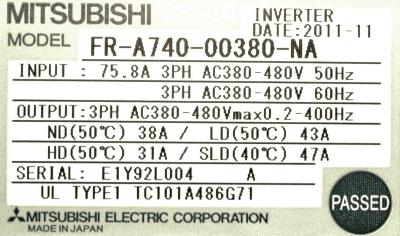 MITSUBISHI INVERTER
DATE:2011-11
MODEL FR-A740-00380-NA
INPUT : 75.8A 3PH AC380-480V 50Hz
3PH AC380-480V 60Hz
OUTPUT:3PH AC380-480Vmax0.2-400Hz
ND(50℃) 38A / LD(50℃) 43A
HD(50℃) 31A / SLD(40℃) 47A
SERIAL: E1Y92L004 A
UL TYPE1 TC101A486G71
PASSED
MITSUBISHI ELECTRIC CORPORATION
MADE IN JAPAN